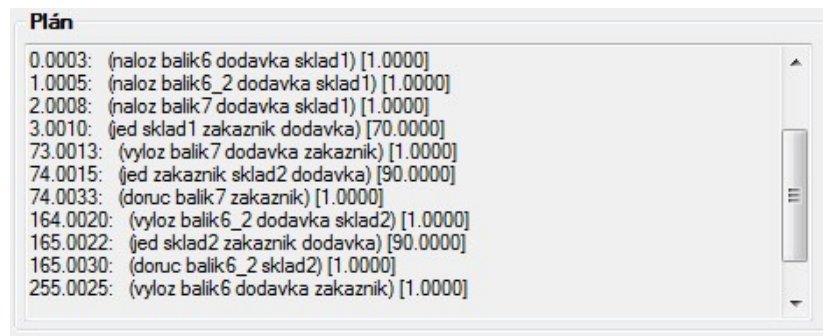 Plán
0.0003: (naloz balik6 dodavka sklad1) [1.0000]
1.0005: (naloz balik6_2 dodavka sklad1) [1.0000]
2.0008: (naloz balik7 dodavka sklad1) [1.0000]
3.0010: (jed sklad1 zakaznik dodavka) [70.0000]
73.0013: (vyloz balik7 dodavka zakaznik) [1.0000]
74.0015: (jed zakaznik sklad2 dodavka) [90.0000]
74.0033: (doruc balik7 zakaznik) [1.0000]
164.0020: (vyloz balik6_2 dodavka sklad2) [1.0000]
165.0022: (jed sklad2 zakaznik dodavka) [90.0000]
165.0030: (doruc balik6_2 sklad2) [1.0000]
255.0025: (vyloz balik6 dodavka zakaznik) [1.0000]